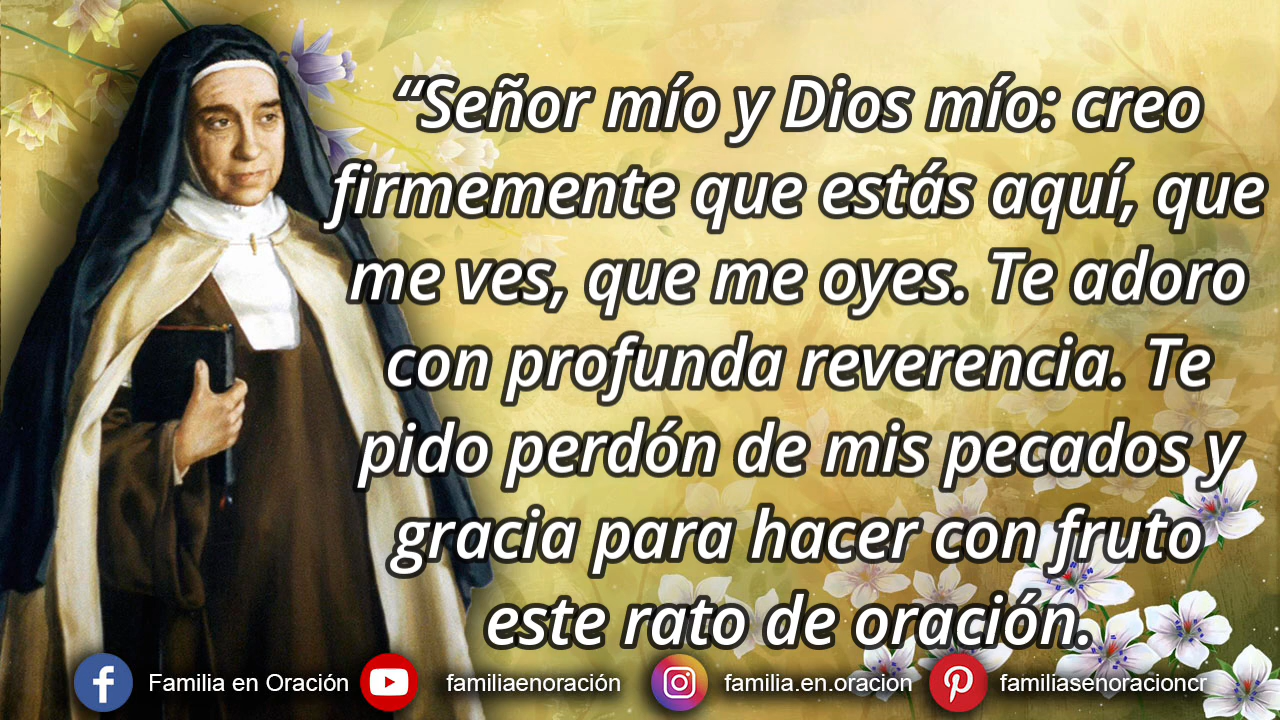 “Señor mío y Dios mío: creo
firmemente que estás aquí, que
me ves, que me oyes. Te adoro
con profunda reverencia. Te
pido perdón de mis pecados y
gracia para hacer con fruto
este rato de oración.
Familia en Oración familiaenoración familia.en.oracion familiasenoracioncr